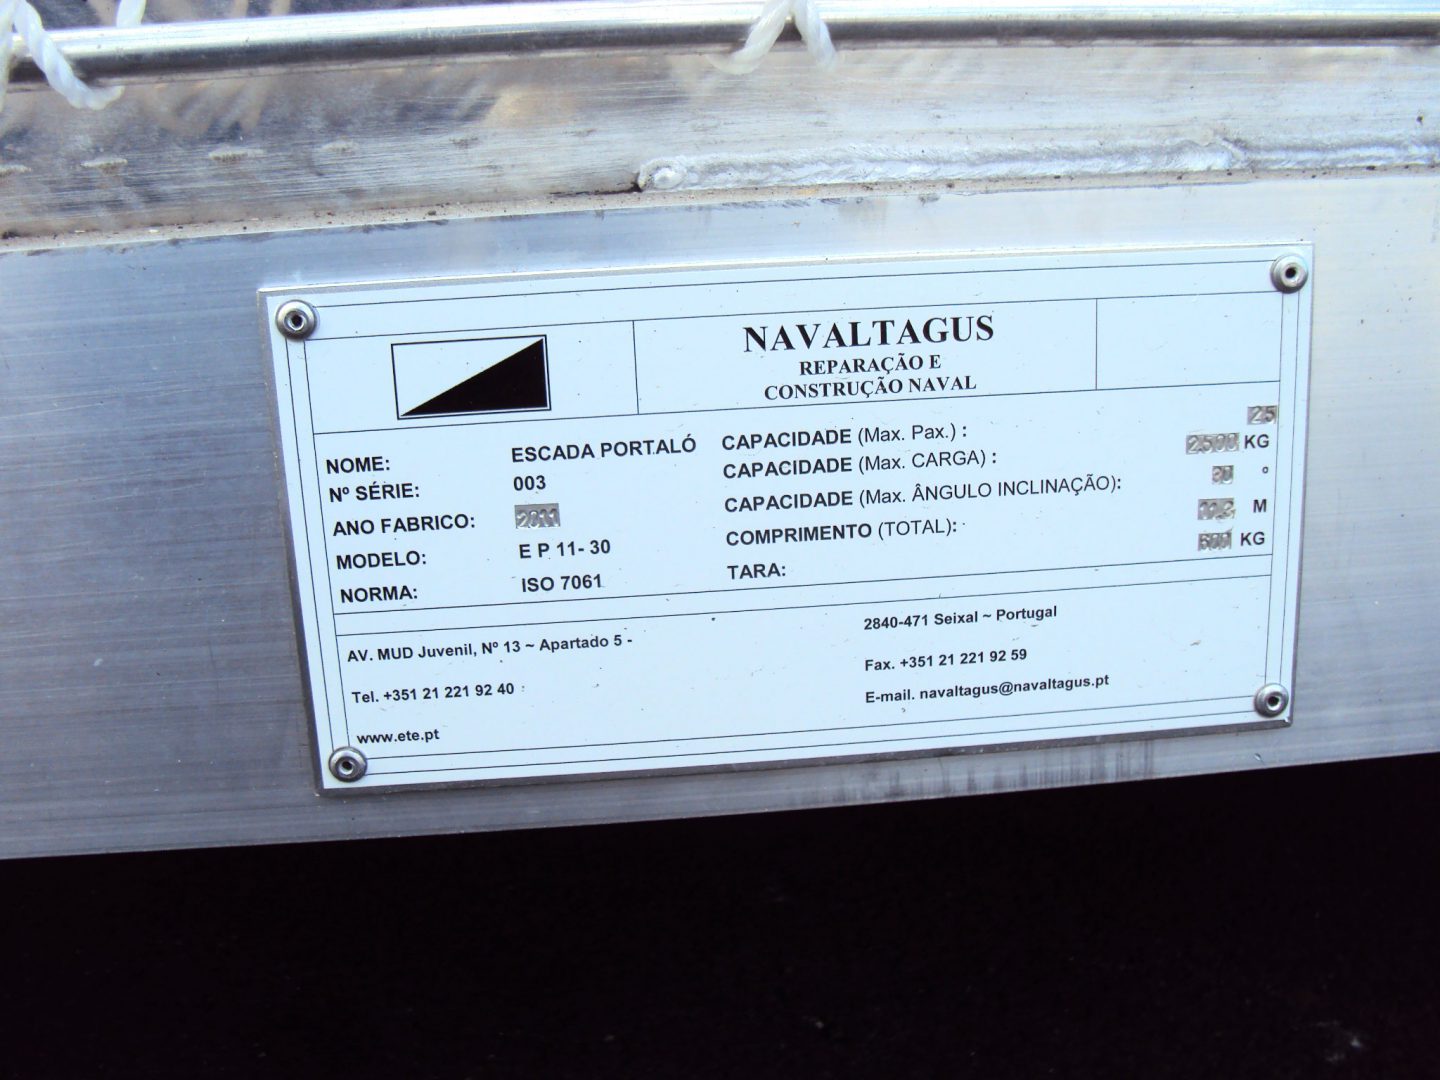 NAVALTAGUS
REPARAÇÃO E
CONSTRUÇÃO NAVAL
NOME: ESCADA PORTALÓ
Nº SÉRIE: 003
ANO FABRICO: 2011
MODELO: E P 11- 30
NORMA: ISO 7061
CAPACIDADE (Max. Pax.) : 25
CAPACIDADE (Max. CARGA) : 2500 KG
CAPACIDADE (Max. ÂNGULO INCLINAÇÃO): 30 º
COMPRIMENTO (TOTAL): M
TARA: KG
AV. MUD Juvenil, Nº 13 ~ Apartado 5 -
2840-471 Seixal ~ Portugal
Tel. +351 21 221 92 40
Fax. +351 21 221 92 59
www.ete.pt
E-mail. navaltagus@navaltagus.pt